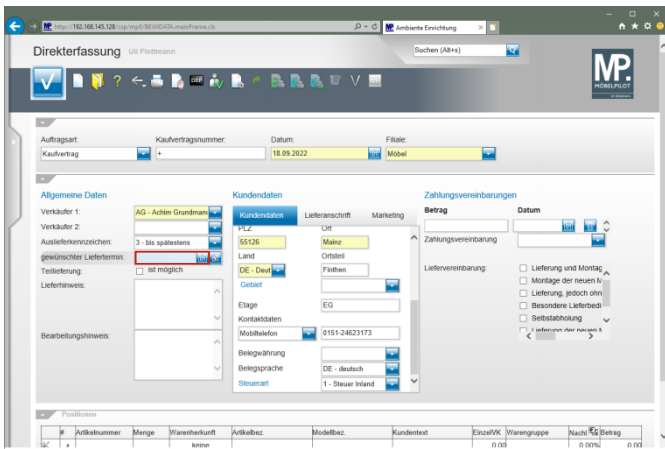 http://192.168.145.128/csp/mpli/BEWIDATA.mainFrame.cls
Ambiente Einrichtung
Direkterfassung Uli Flottmann
Suchen (Alt+s)
MP.
MÖBELPILOT
Auftragsart: Kaufvertragsnummer: Datum: Filiale:
Kaufvertrag + 18.09.2022 Möbel
Allgemeine Daten Kundendaten Zahlungsvereinbarungen
Verkäufer 1: AG - Achim Grundmann
Verkäufer 2:
Auslieferkennzeichen: 3 - bis spätestens
gewünschter Liefertermin:
Teillieferung: ist möglich
Lieferhinweis:
Bearbeitungshinweis:
Kundendaten Lieferanschrift Marketing
PLZ Ort
55126 Mainz
Land Ortsteil
DE - Deut Finthen
Gebiet
Etage EG
Kontaktdaten
Mobiltelefon 0151-24623173
Belegwährung
Belegsprache DE - deutsch
Steuerart 1 - Steuer Inland
Betrag Datum
Zahlungsvereinbarung
Liefervereinbarung: Lieferung und Montag
Montage der neuen M
Lieferung, jedoch ohn
Besondere Lieferbedi
Selbstabholung
Lieferung der neuen M
Positionen
# Artikelnummer Menge Warenherkunft Artikelbez. Modellbez. Kundentext EinzelVK Warengruppe Nachl. Betrag
+ keine 0.00 0.00% 0.00